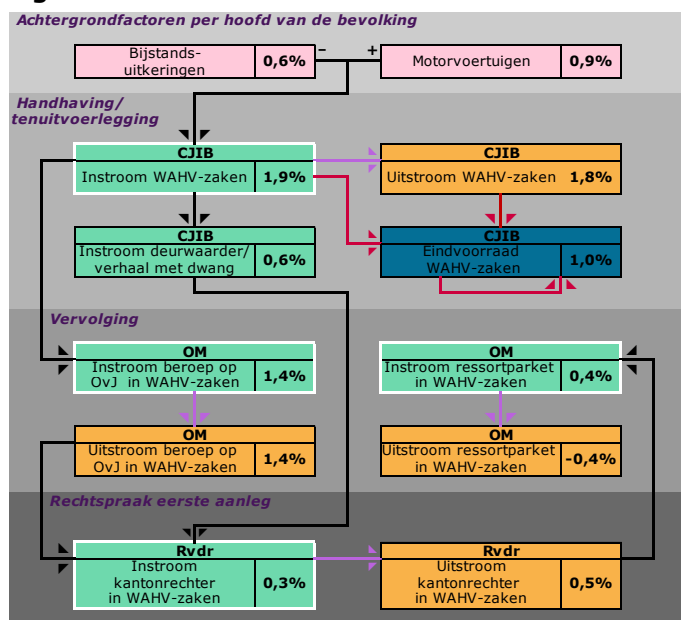 Achtergrondfactoren per hoofd van de bevolking
Bijstands-
uitkeringen
0,6%
–
+
Motorvoertuigen
0,9%
Handhaving/
tenuitvoerlegging
CJIB
Instroom WAHV-zaken
1,9%
CJIB
Uitstroom WAHV-zaken
1,8%
CJIB
Instroom deurwaarder/
verhaal met dwang
0,6%
CJIB
Eindvoorraad
WAHV-zaken
1,0%
Vervolging
OM
Instroom beroep op
OvJ in WAHV-zaken
1,4%
OM
Instroom ressortparket
in WAHV-zaken
0,4%
OM
Uitstroom beroep op
OvJ in WAHV-zaken
1,4%
OM
Uitstroom ressortparket
in WAHV-zaken
-0,4%
Rechtspraak eerste aanleg
Rvdr
Instroom
kantonrechter
in WAHV-zaken
0,3%
Rvdr
Uitstroom
kantonrechter
in WAHV-zaken
0,5%